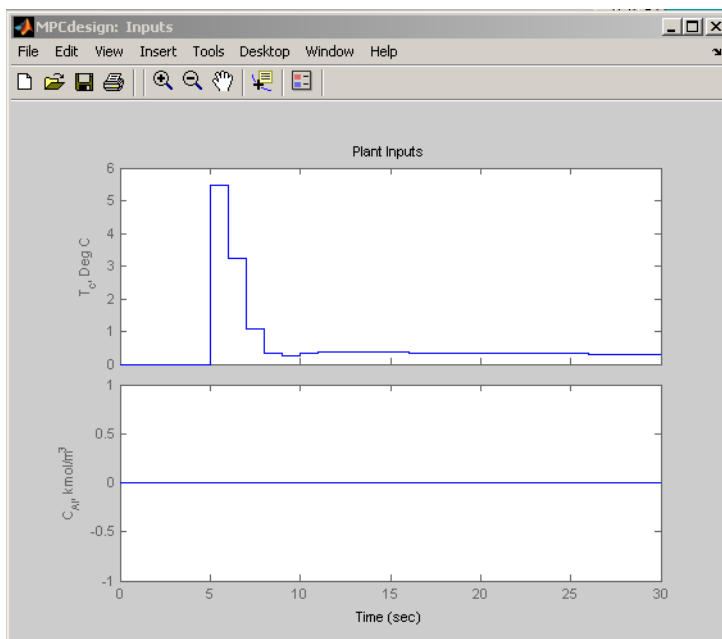 MPCdesign: Inputs
File Edit View Insert Tools Desktop Window Help
Plant Inputs
6
5
4
3
2
1
0
T_c, Deg C
1
0.5
0
-0.5
-1
C_AI, kmol/m³
0 5 10 15 20 25 30
Time (sec)